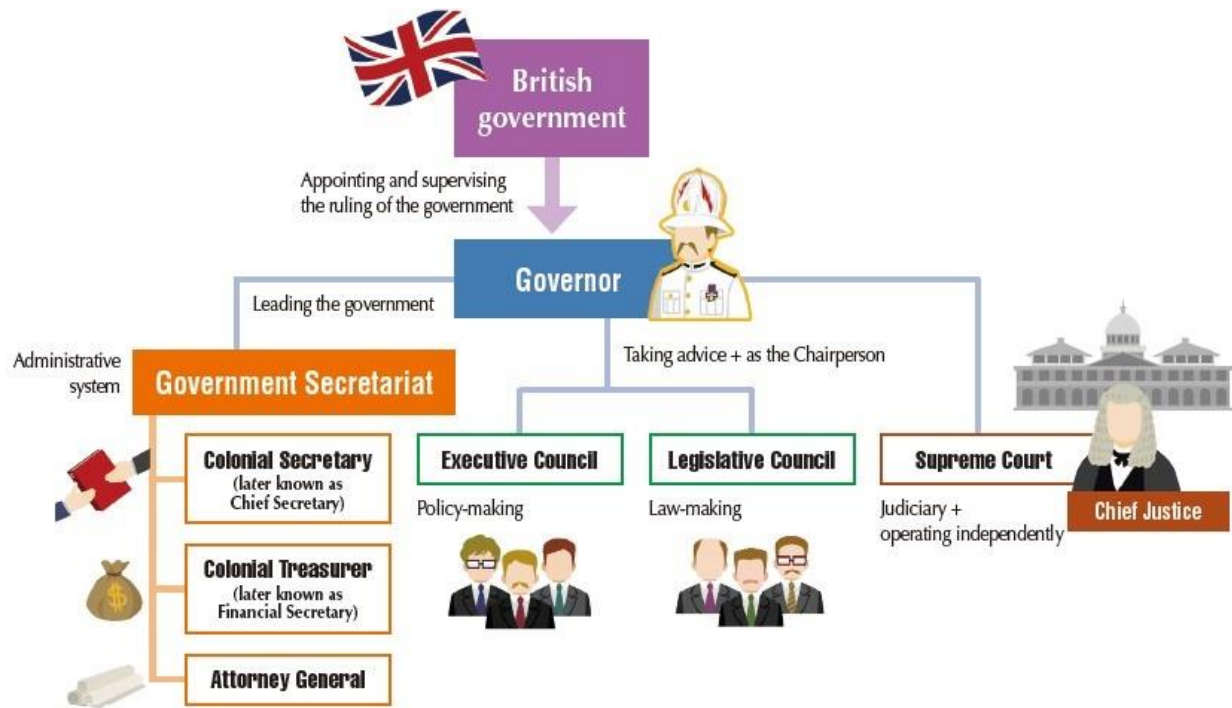 British
government
Appointing and supervising
the ruling of the government
Governor
Leading the government
Taking advice + as the Chairperson
Administrative
system
Government Secretariat
Colonial Secretary
(later known as
Chief Secretary)
Colonial Treasurer
(later known as
Financial Secretary)
Attorney General
Executive Council
Policy-making
Legislative Council
Law-making
Supreme Court
Judiciary +
operating independently
Chief Justice
$